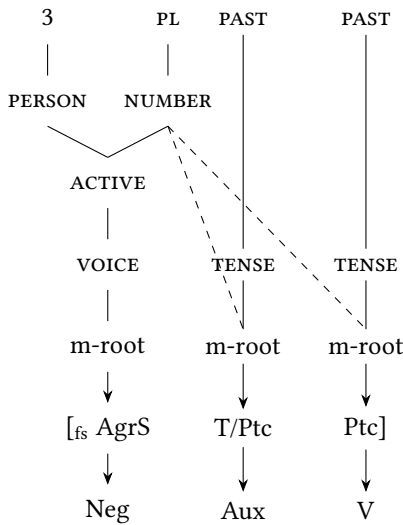 3 PL PAST PAST
PERSON NUMBER
ACTIVE
VOICE TENSE TENSE
m-root m-root m-root
[fs AgrS T/Ptc Ptc]
Neg Aux V